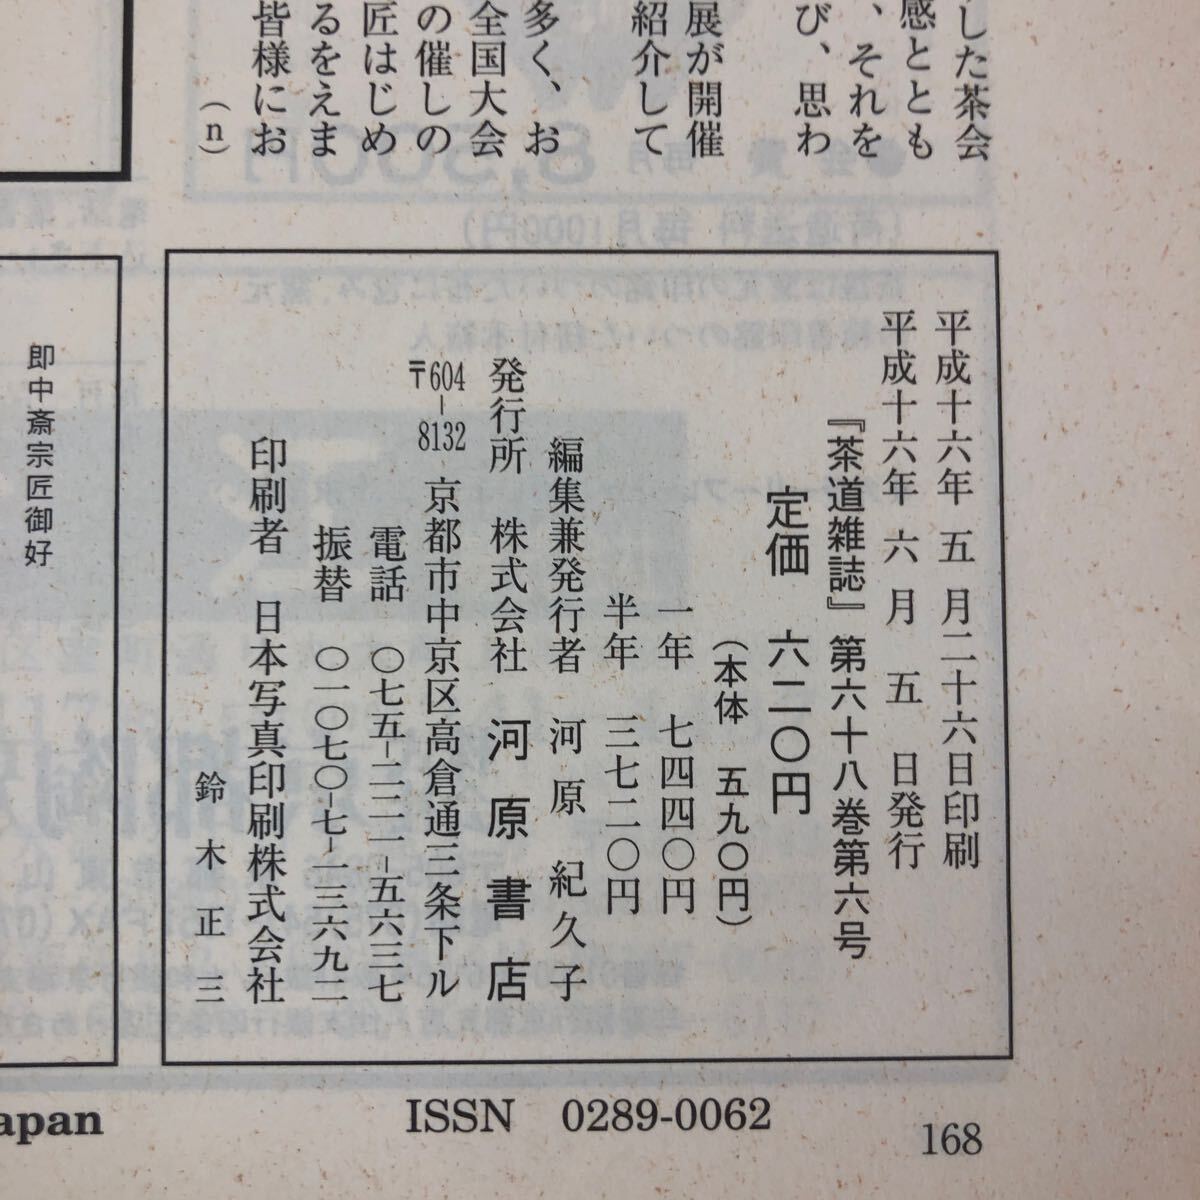 した茶会
感ととも
、それを
び、思わ
展が開催
紹介して
多く、お
全国大会
の催しの
匠はじめ
るをえま
皆様にお
(n)
平成十六年 五 月二十六日印刷
平成十六年 六 月 五 日発行
『茶道雑誌』第六十八巻第六号
定価 六二〇円
(本体 五九〇円)
一年 七四四〇円
半年 三七二〇円
編集兼発行者 河原 紀久子
発行所 株式会社 河原書店
〒604-8132 京都市中京区高倉通三条下ル
電話 〇七五-二二一-五六三七
振替 〇一〇七〇-七-一三六九二
印刷者 日本写真印刷株式会社
鈴木正三
即中斎宗匠御好
apan
ISSN 0289-0062
168